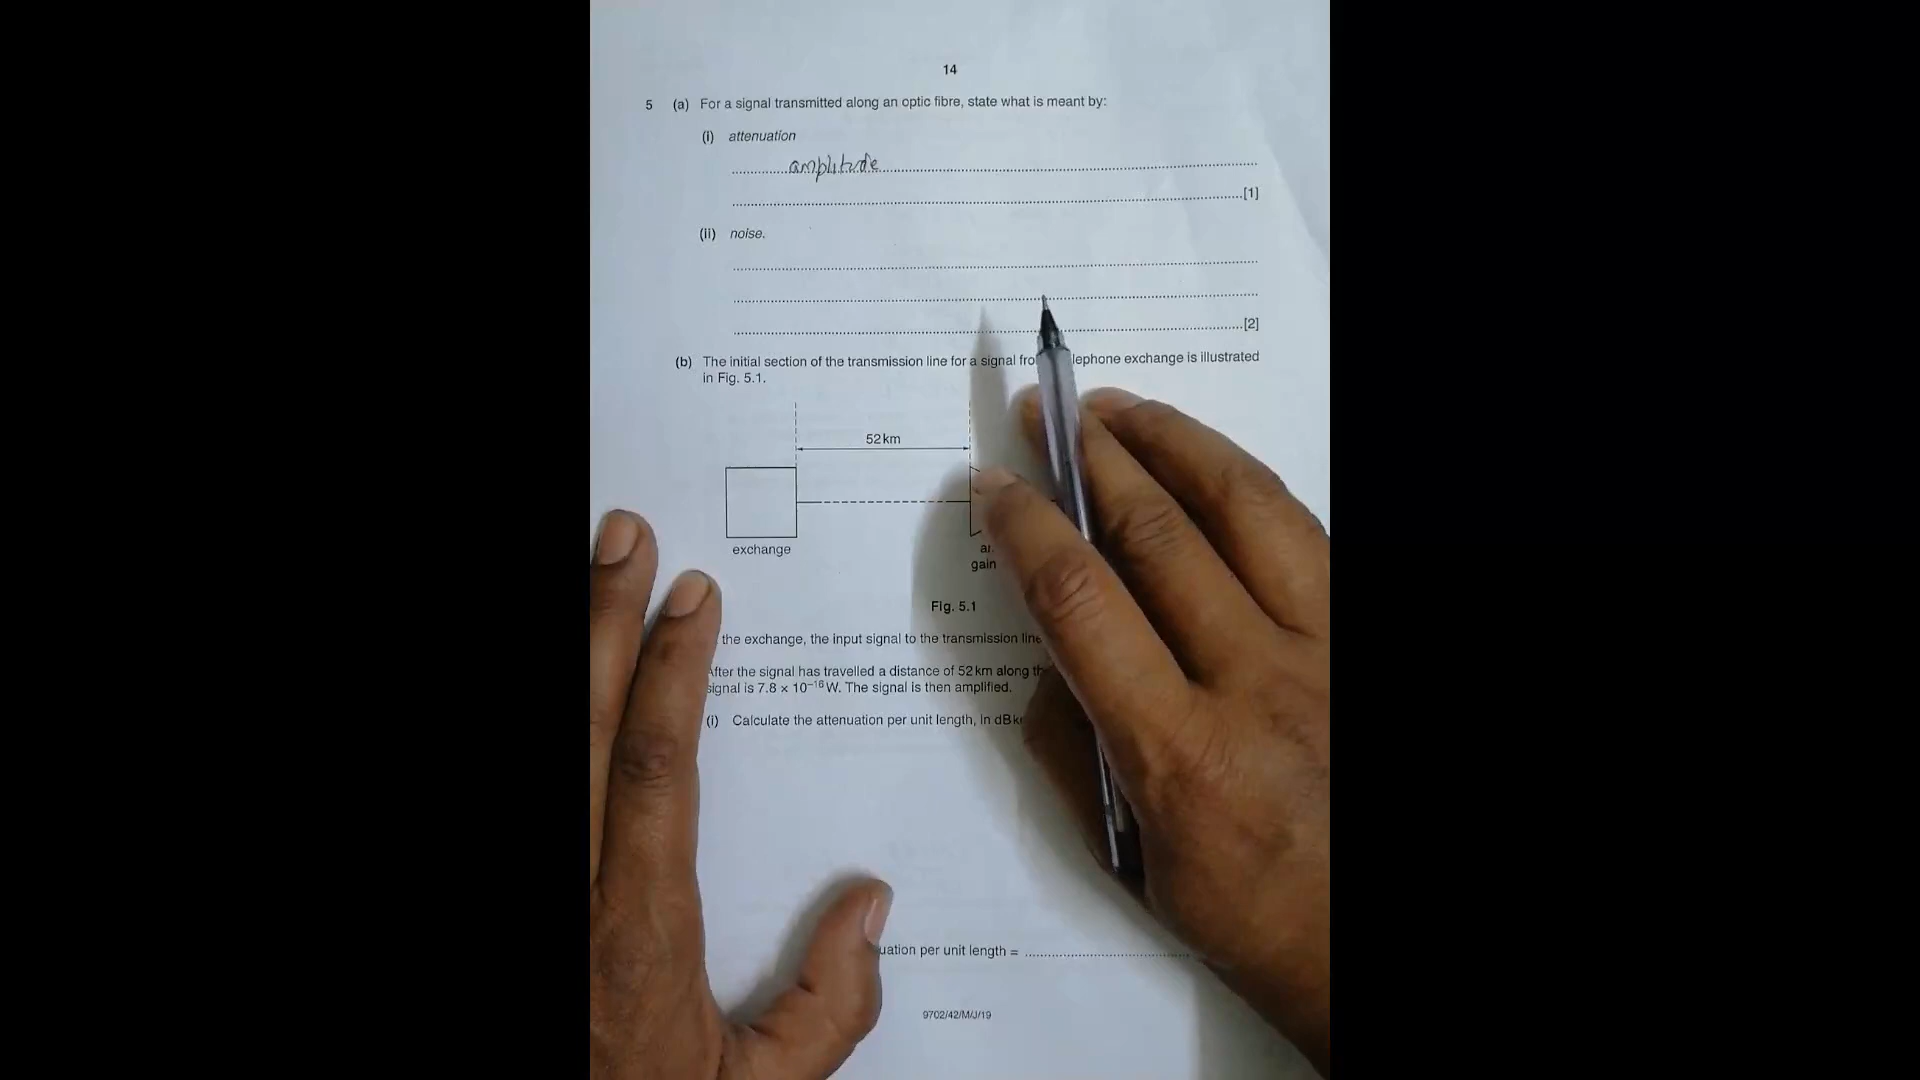 14
5 (a) For a signal transmitted along an optic fibre, state what is meant by:
(i) attenuation
amplitude
[1]
(ii) noise.
[2]
(b) The initial section of the transmission line for a signal lephone exchange is illustrated
in Fig. 5.1.
52 km
exchange
gain
Fig. 5.1
the exchange, the input signal to the transmission line
After the signal has travelled a distance of 52 km along
signal is 7.8 × 10⁻¹⁶ W. The signal is then amplified.
(i) Calculate the attenuation per unit length, in dB
uation per unit length =
9702/42/M/J/19